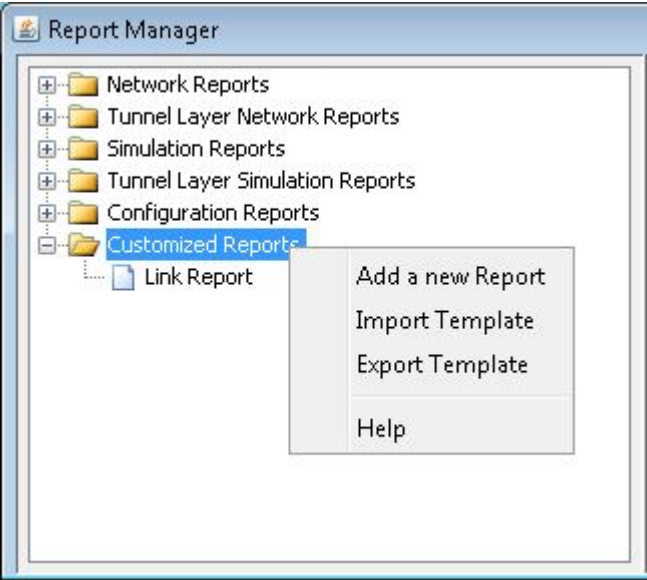 Report Manager
Network Reports
Tunnel Layer Network Reports
Simulation Reports
Tunnel Layer Simulation Reports
Configuration Reports
Customized Reports
Link Report
Add a new Report
Import Template
Export Template
Help